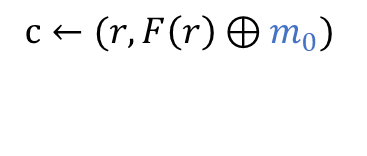 c ← (r, F(r) ⊕ m₀)